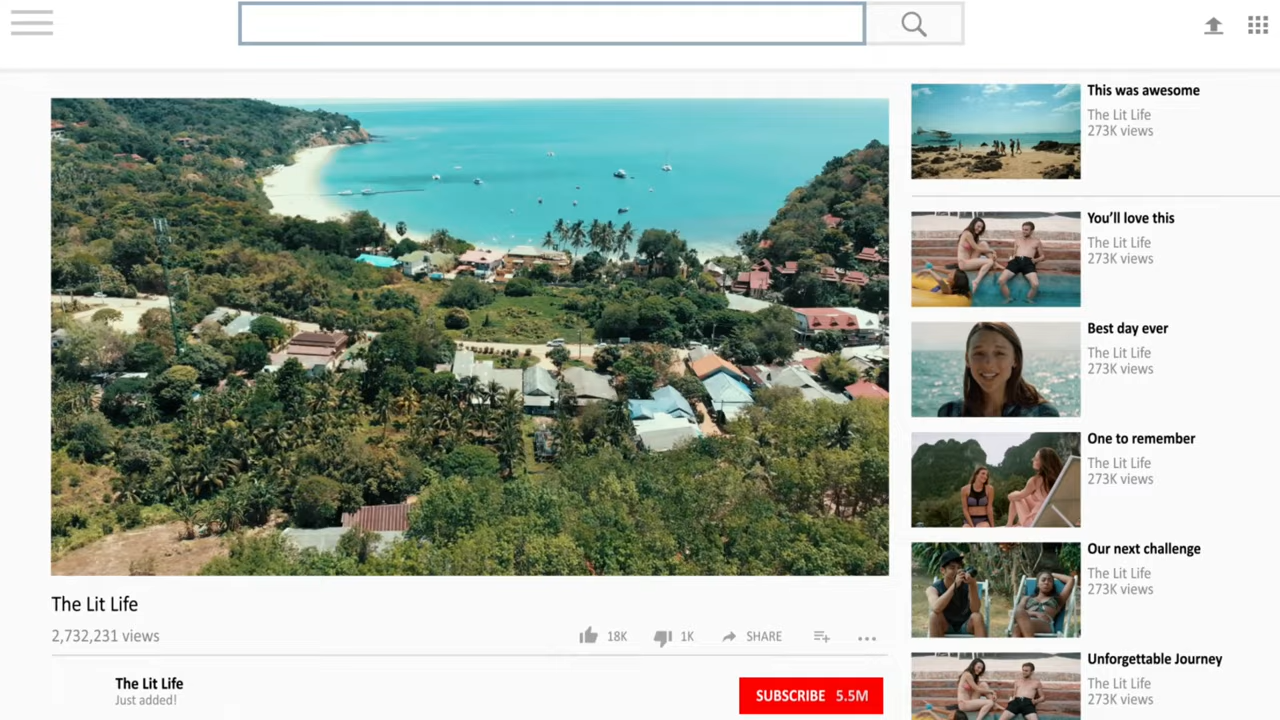 The Lit Life
2,732,231 views
18K
1K
SHARE
The Lit Life
Just added!
SUBSCRIBE 5.5M
This was awesome
The Lit Life
273K views
You'll love this
The Lit Life
273K views
Best day ever
The Lit Life
273K views
One to remember
The Lit Life
273K views
Our next challenge
The Lit Life
273K views
Unforgettable Journey
The Lit Life
273K views